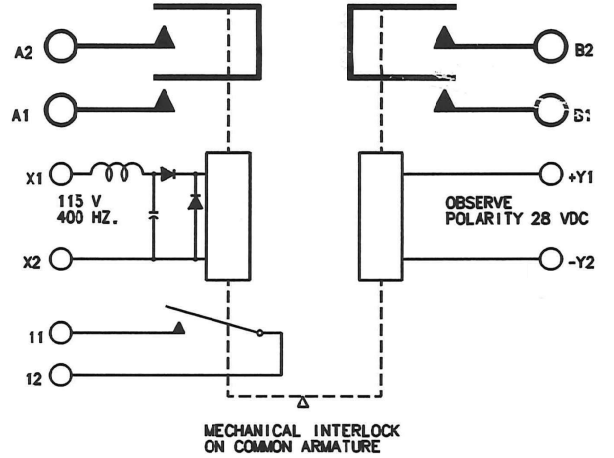 A2
B2
A1
B1
X1
115 V
400 HZ.
+Y1
OBSERVE
POLARITY 28 VDC
X2
-Y2
11
12
MECHANICAL INTERLOCK
ON COMMON ARMATURE